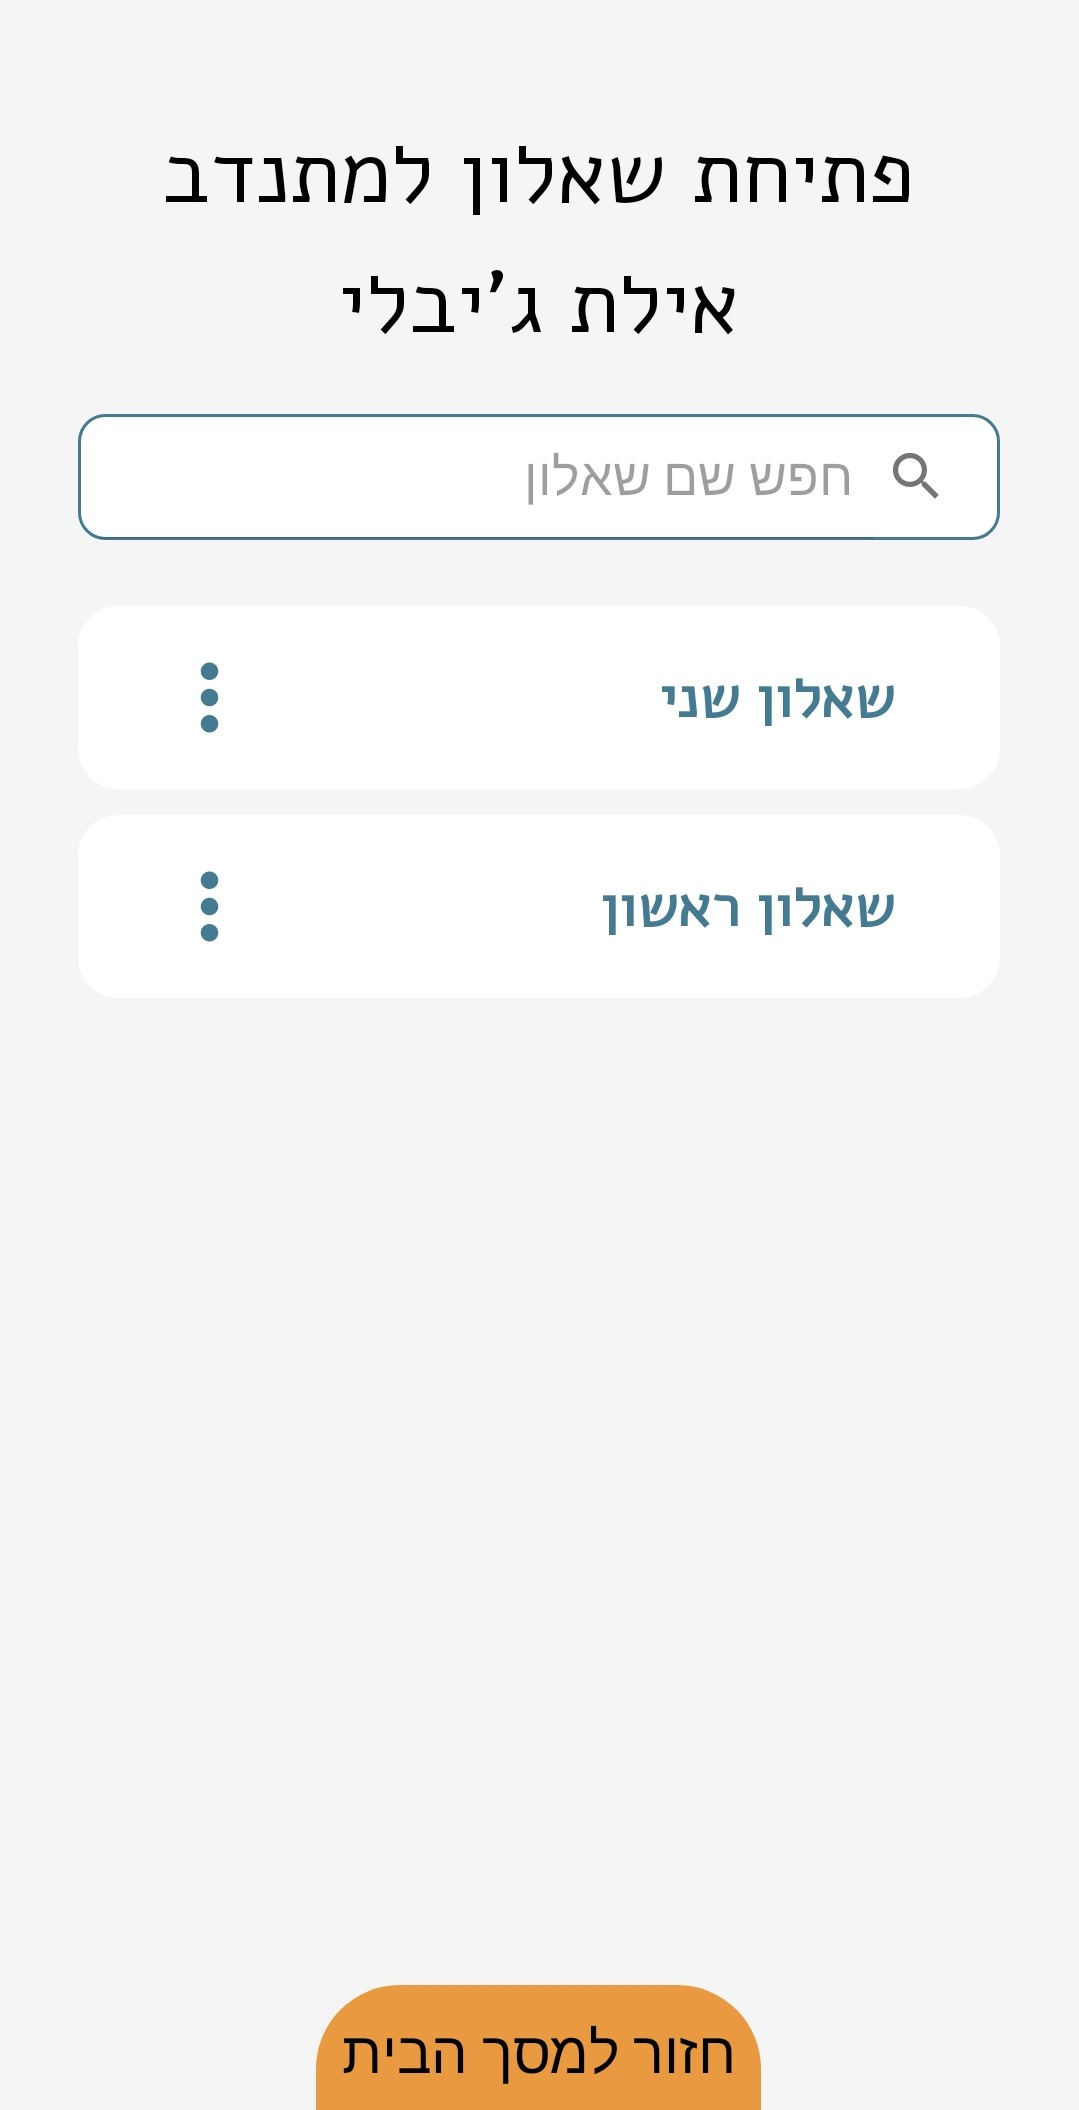 פתיחת שאלון למתנדב
אילת ג'יבלי
חפש שם שאלון
שאלון שני
שאלון ראשון
חזור למסך הבית